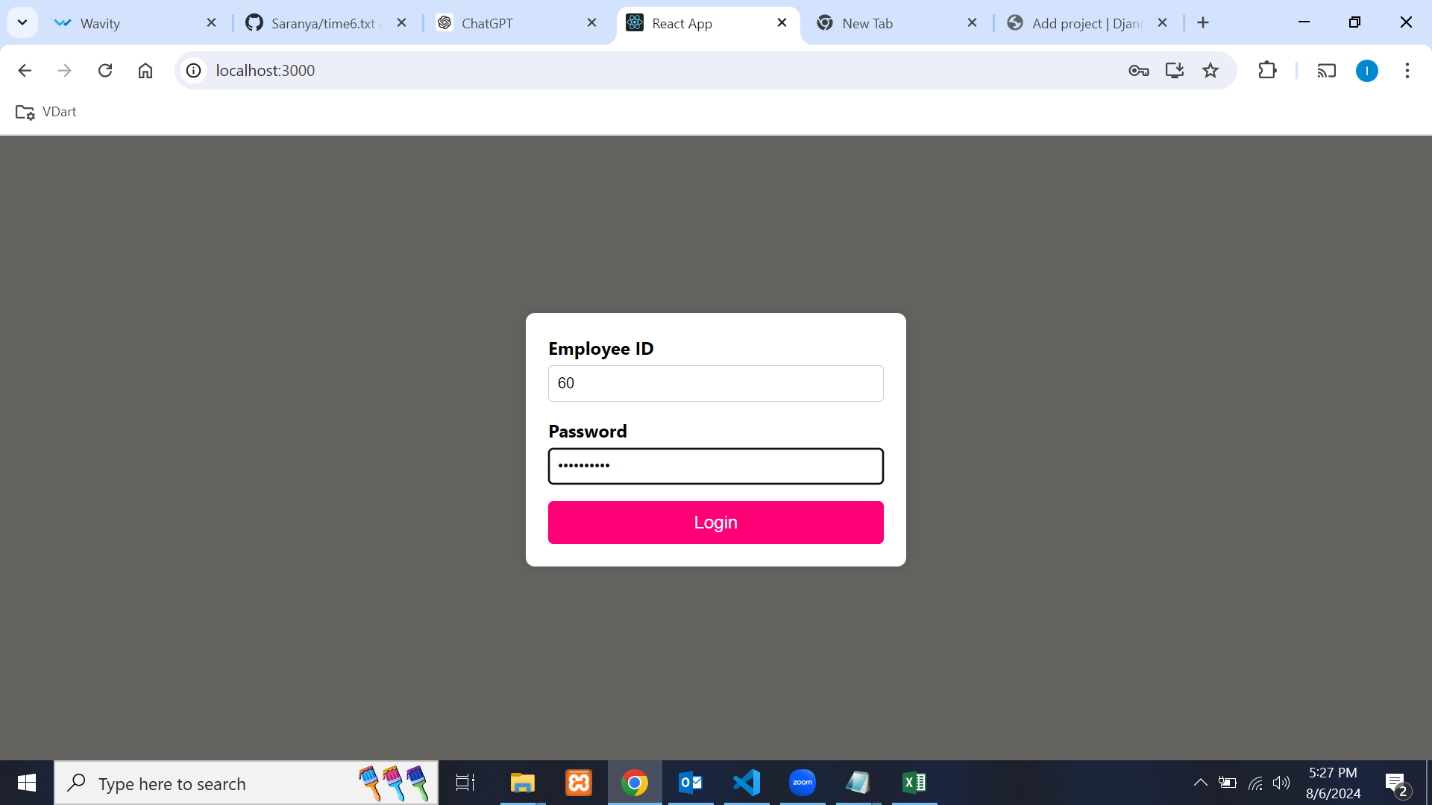 Wavity
Saranya/time6.txt
ChatGPT
React App
New Tab
Add project | Djang
localhost:3000
I
VDart
Employee ID
60
Password
••••••••••
Login
Type here to search
zoom
5:27 PM
8/6/2024
2